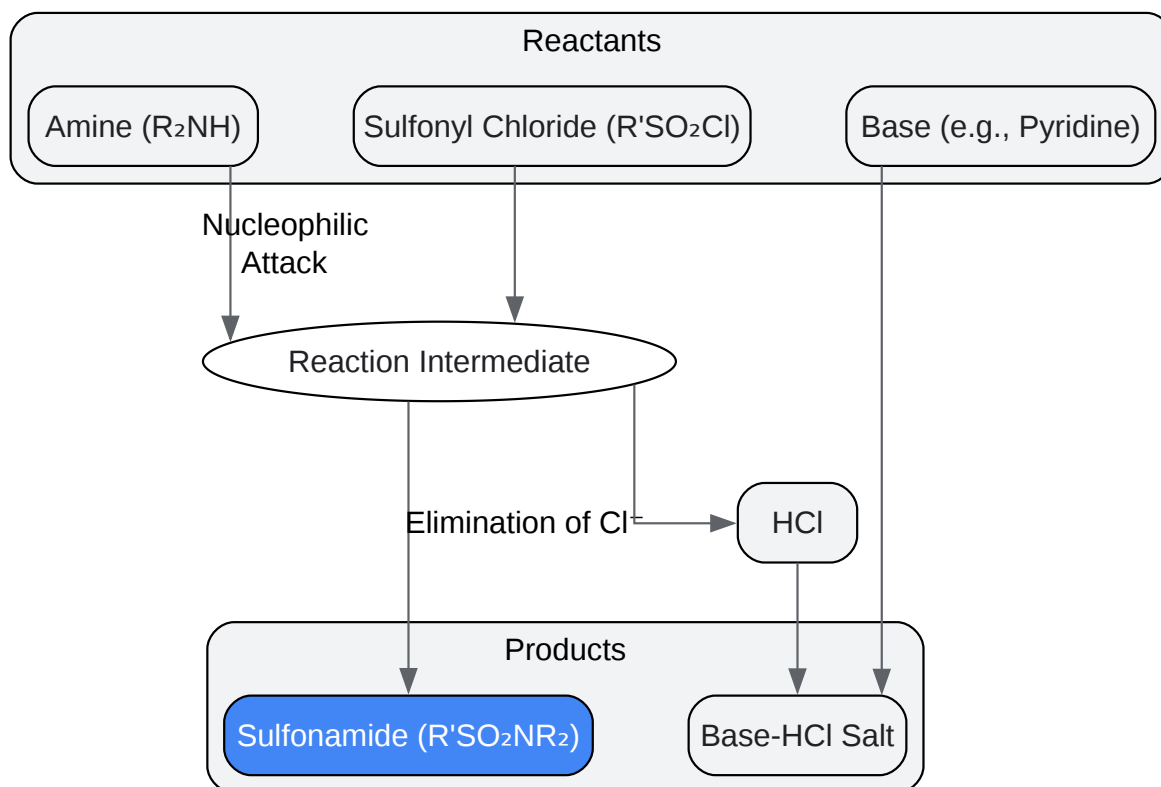 Reactants
Amine (R₂NH)
Sulfonyl Chloride (R'SO₂Cl)
Base (e.g., Pyridine)
Nucleophilic
Attack
Reaction Intermediate
Elimination of Cl⁻
HCl
Products
Sulfonamide (R'SO₂NR₂)
Base-HCl Salt